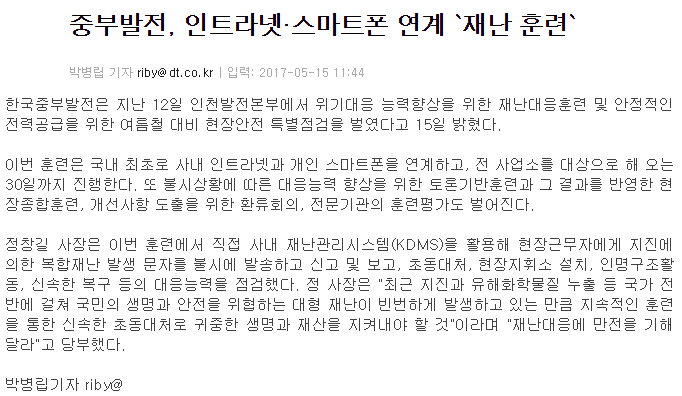 중부발전, 인트라넷·스마트폰 연계 `재난 훈련`
박병립 기자 riby@dt.co.kr | 입력: 2017-05-15 11:44
한국중부발전은 지난 12일 인천발전본부에서 위기대응 능력향상을 위한 재난대응훈련 및 안정적인
전력공급을 위한 여름철 대비 현장안전 특별점검을 벌였다고 15일 밝혔다.
이번 훈련은 국내 최초로 사내 인트라넷과 개인 스마트폰을 연계하고, 전 사업소를 대상으로 해 오는
30일까지 진행한다. 또 불시상황에 따른 대응능력 향상을 위한 토론기반훈련과 그 결과를 반영한 현
장종합훈련, 개선사항 도출을 위한 환류회의, 전문기관의 훈련평가도 벌어진다.
정창길 사장은 이번 훈련에서 직접 사내 재난관리시스템(KDMS)을 활용해 현장근무자에게 지진에
의한 복합재난 발생 문자를 불시에 발송하고 신고 및 보고, 초동대처, 현장지휘소 설치, 인명구조활
동, 신속한 복구 등의 대응능력을 점검했다. 정 사장은 "최근 지진과 유해화학물질 누출 등 국가 전
반에 걸쳐 국민의 생명과 안전을 위협하는 대형 재난이 빈번하게 발생하고 있는 만큼 지속적인 훈련
을 통한 신속한 초동대처로 귀중한 생명과 재산을 지켜내야 할 것"이라며 "재난대응에 만전을 기해
달라"고 당부했다.
박병립기자 riby@